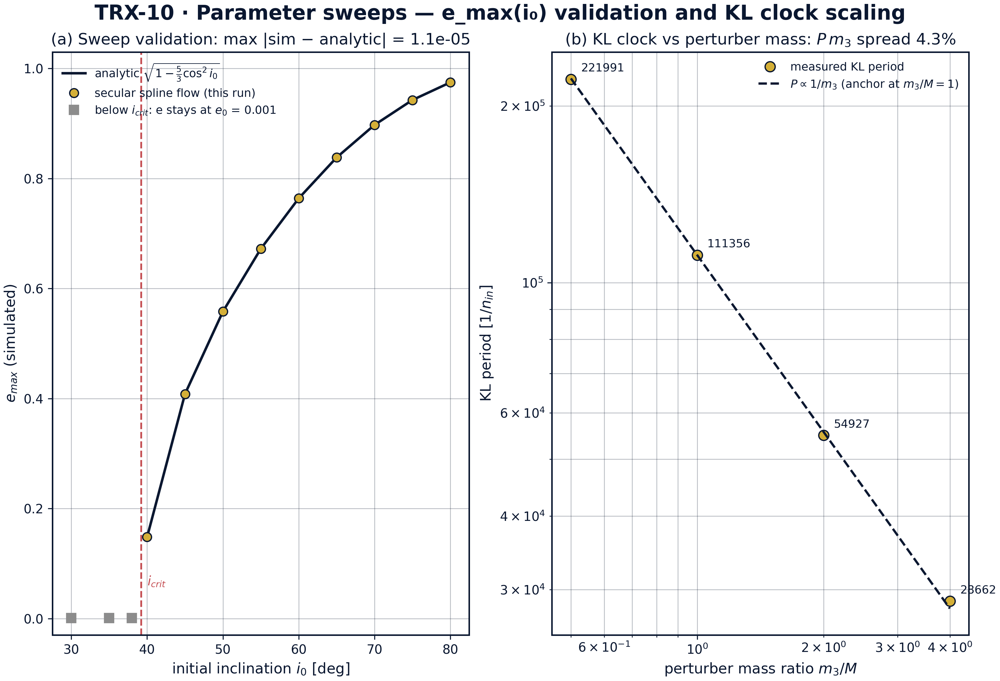 TRX-10 · Parameter sweeps — e_max(i₀) validation and KL clock scaling
(a) Sweep validation: max |sim − analytic| = 1.1e-05
analytic √(1 − 5/3 cos² i₀)
secular spline flow (this run)
below i_crit: e stays at e₀ = 0.001
1.0
0.8
0.6
0.4
0.2
0.0
e_max (simulated)
i_crit
30 40 50 60 70 80
initial inclination i₀ [deg]
(b) KL clock vs perturber mass: P m₃ spread 4.3%
measured KL period
P ∝ 1/m₃ (anchor at m₃/M = 1)
221991
111356
54927
28662
2 × 10⁵
10⁵
6 × 10⁴
4 × 10⁴
3 × 10⁴
KL period [1/n_in]
6 × 10⁻¹ 10⁰ 2 × 10⁰ 3 × 10⁰ 4 × 10⁰
perturber mass ratio m₃/M